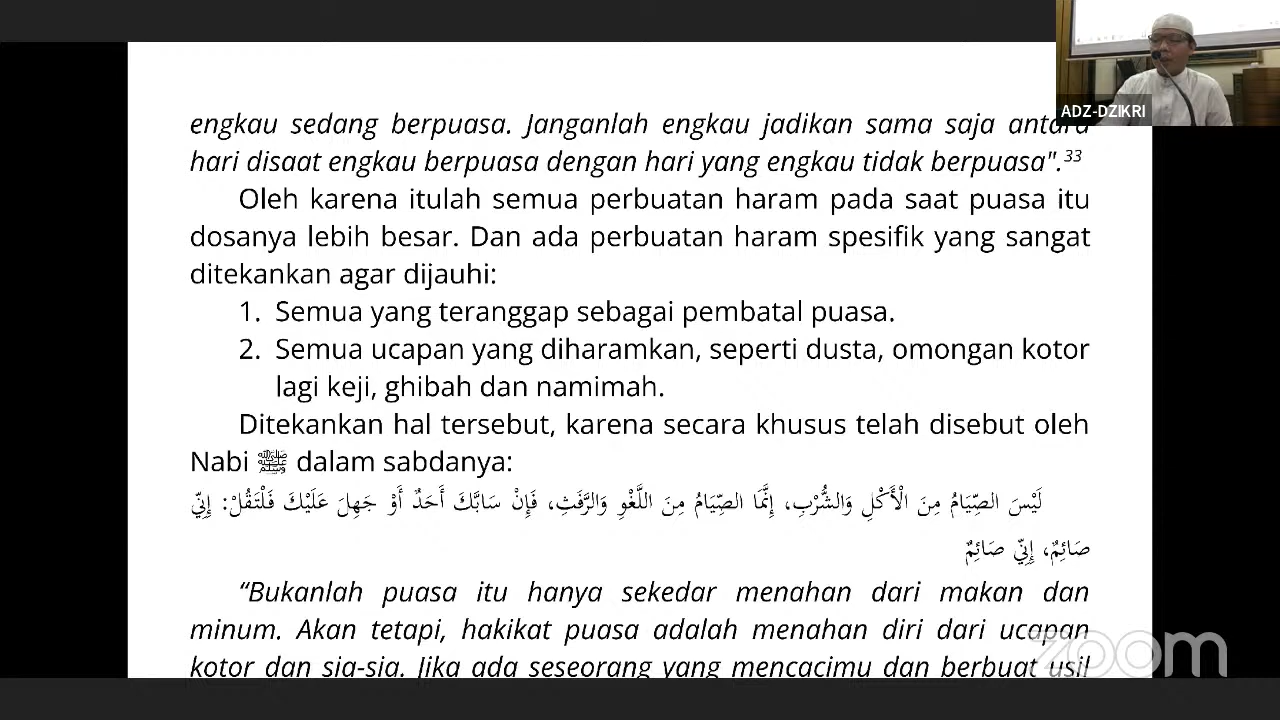 ADZ-DZIKRI
engkau sedang berpuasa. Janganlah engkau jadikan sama saja antara
hari disaat engkau berpuasa dengan hari yang engkau tidak berpuasa".33
Oleh karena itulah semua perbuatan haram pada saat puasa itu
dosanya lebih besar. Dan ada perbuatan haram spesifik yang sangat
ditekankan agar dijauhi:
1. Semua yang teranggap sebagai pembatal puasa.
2. Semua ucapan yang diharamkan, seperti dusta, omongan kotor
lagi keji, ghibah dan namimah.
Ditekankan hal tersebut, karena secara khusus telah disebut oleh
Nabi ﷺ dalam sabdanya:
لَيْسَ الصِّيَامُ مِنَ الْأَكْلِ وَالشُّرْبِ، إِنَّمَا الصِّيَامُ مِنَ اللَّغْوِ وَالرَّفَثِ، فَإِنْ سَابَّكَ أَحَدٌ أَوْ جَهِلَ عَلَيْكَ فَلْتَقُلْ: إِنِّي
صَائِمٌ، إِنِّي صَائِمٌ
“Bukanlah puasa itu hanya sekedar menahan dari makan dan
minum. Akan tetapi, hakikat puasa adalah menahan diri dari ucapan
kotor dan sia-sia. Jika ada seseorang yang mencacimu dan berbuat usil
zoom